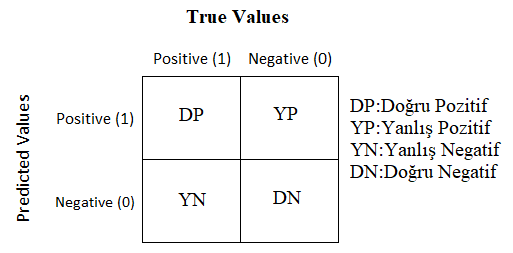 True Values
Positive (1) Negative (0)
Predicted Values
Positive (1) DP YP
Negative (0) YN DN
DP:Doğru Pozitif
YP:Yanlış Pozitif
YN:Yanlış Negatif
DN:Doğru Negatif